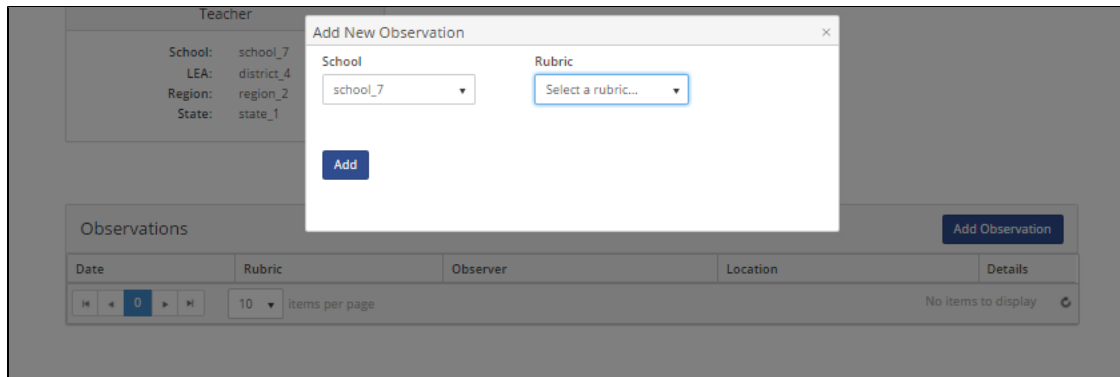 Teacher
School: school_7
LEA: district_4
Region: region_2
State: state_1
Add New Observation ×
School Rubric
school_7 Select a rubric...
Add
Observations Add Observation
Date Rubric Observer Location Details
0 10 items per page No items to display